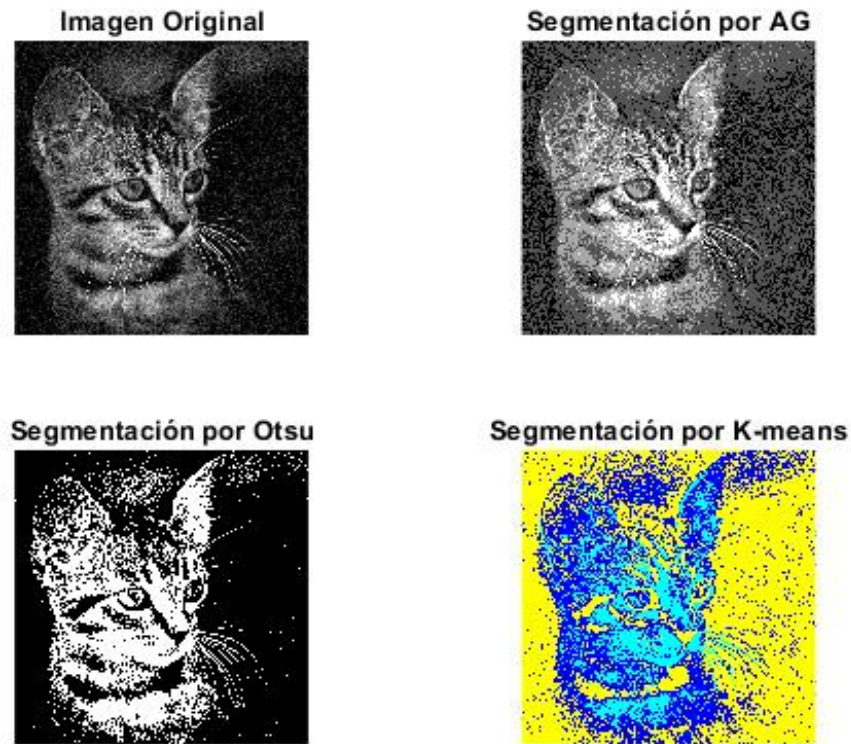 Imagen Original
Segmentación por AG
Segmentación por Otsu
Segmentación por K-means